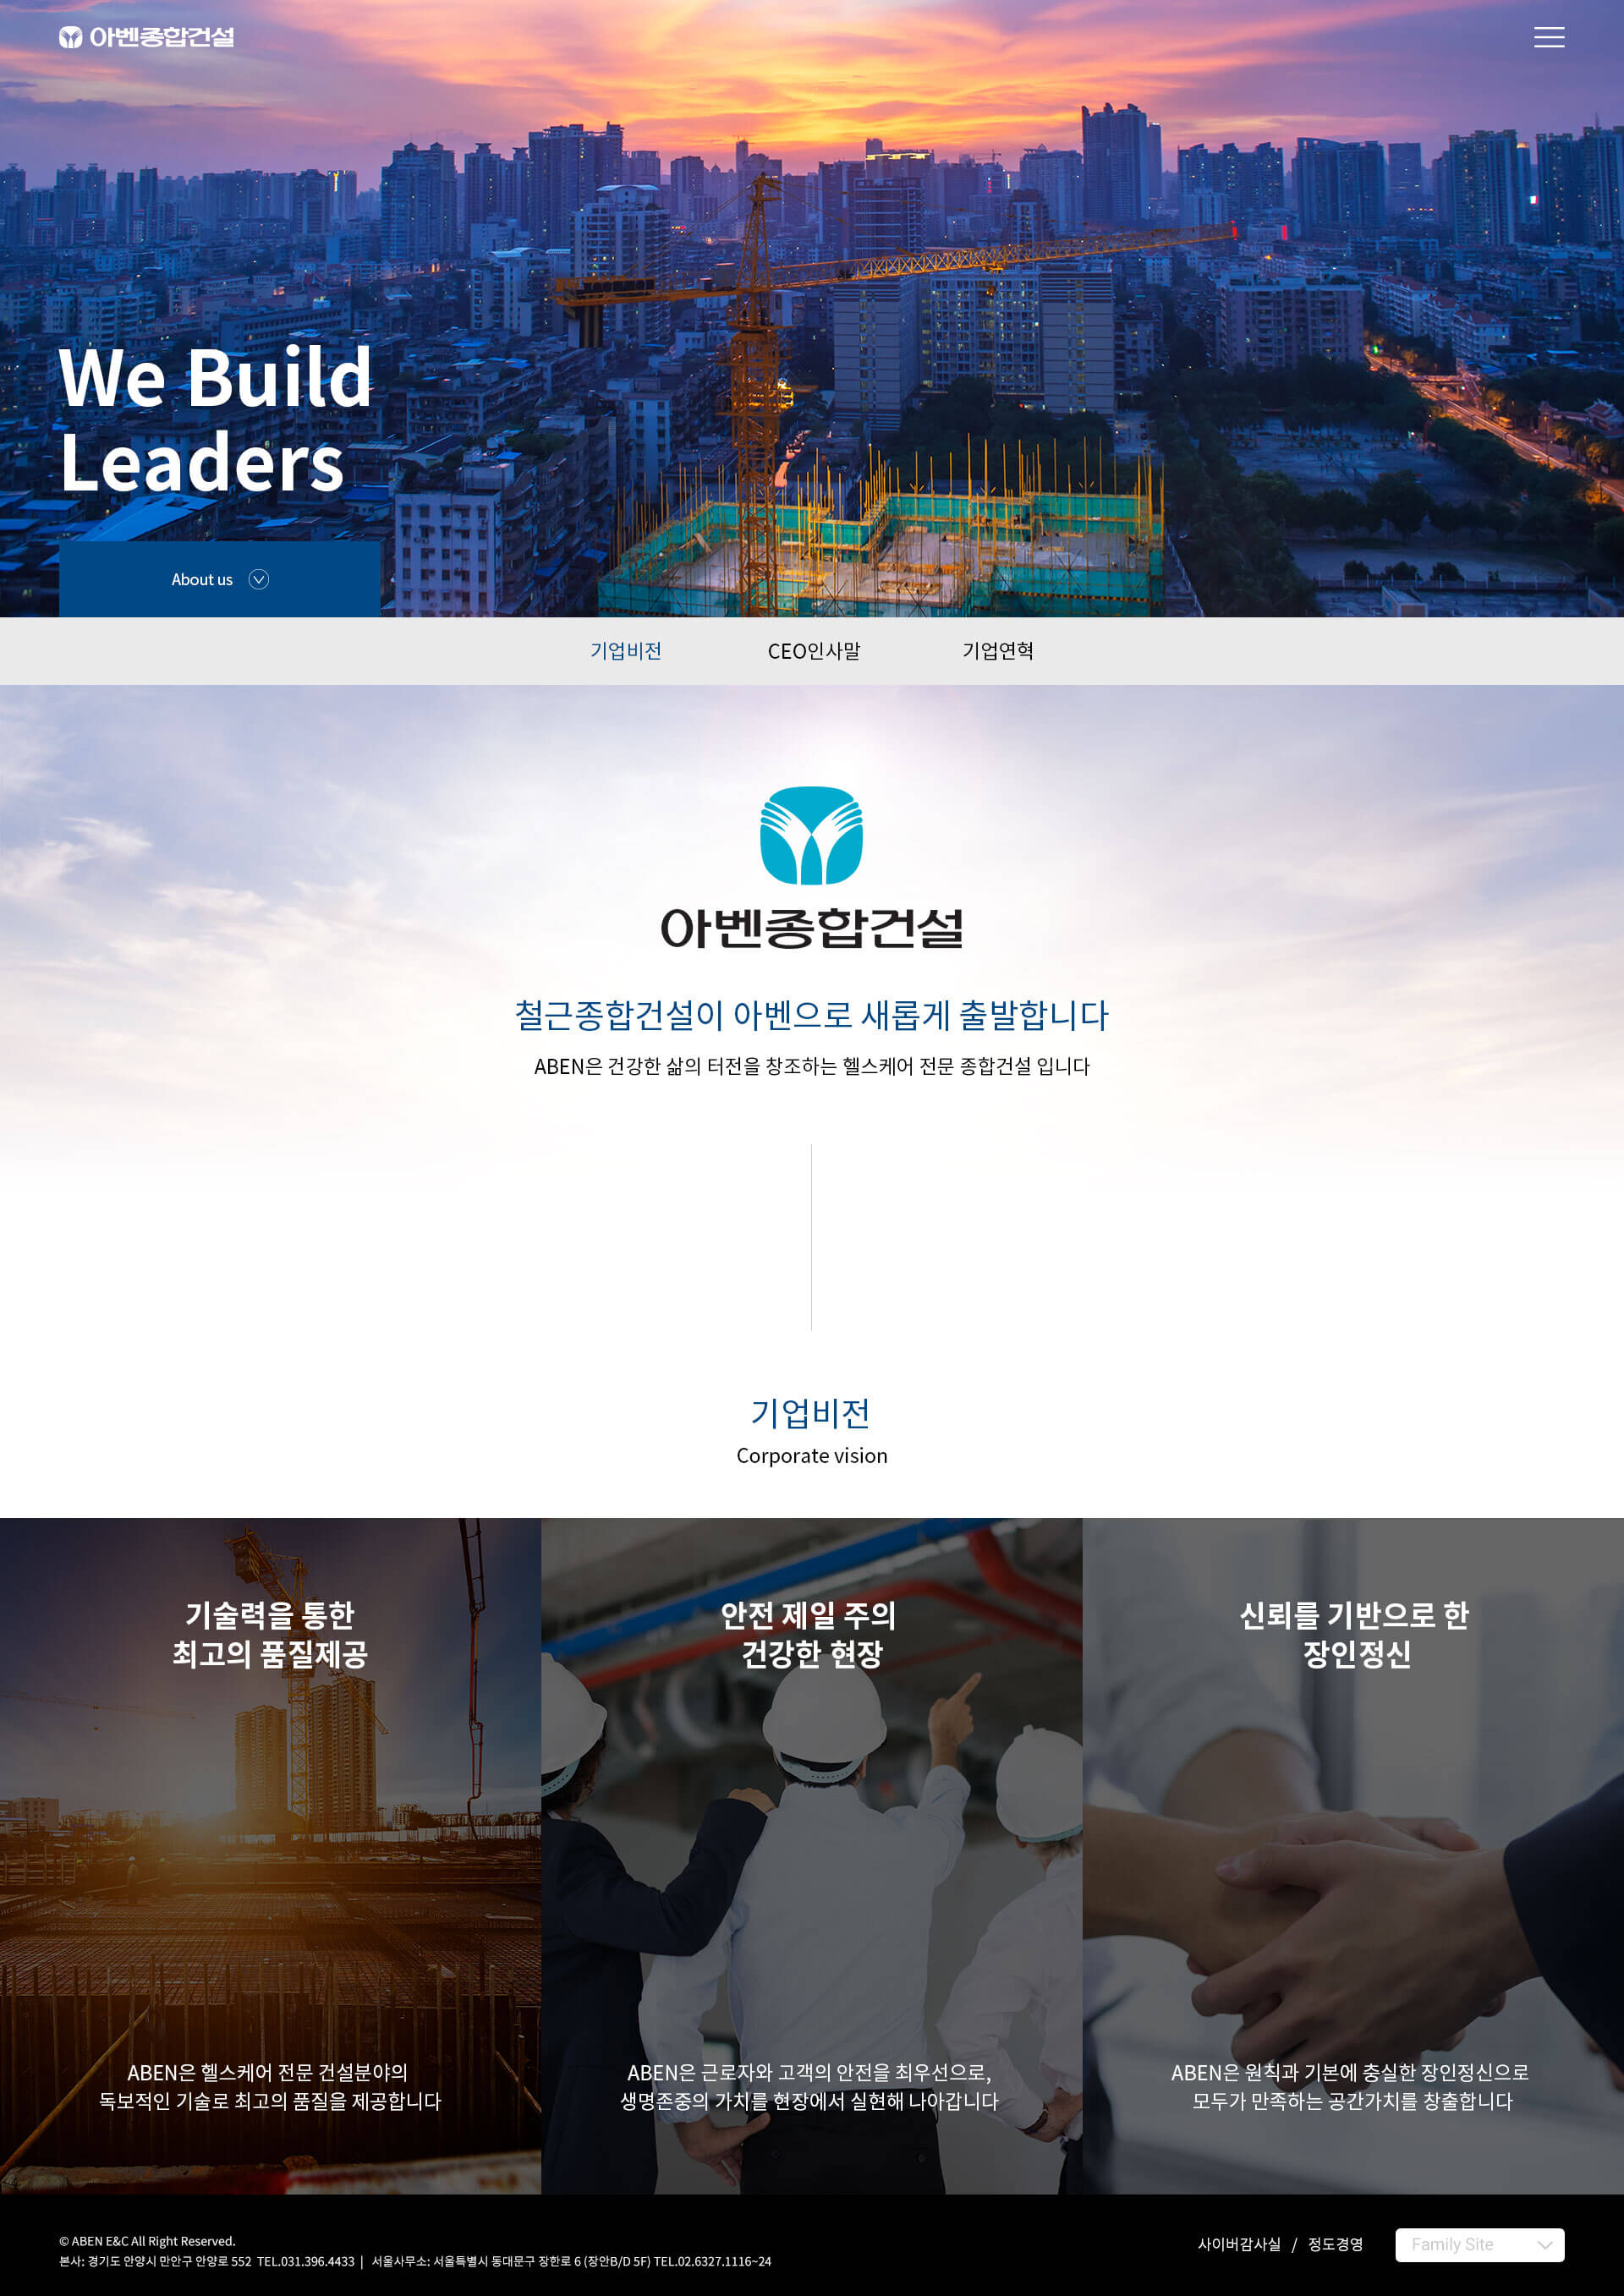 아벤종합건설
We Build
Leaders
About us
기업비전
CEO인사말
기업연혁
아벤종합건설
철근종합건설이 아벤으로 새롭게 출발합니다
ABEN은 건강한 삶의 터전을 창조하는 헬스케어 전문 종합건설 입니다
기업비전
Corporate vision
기술력을 통한
최고의 품질제공
ABEN은 헬스케어 전문 건설분야의
독보적인 기술로 최고의 품질을 제공합니다
안전 제일 주의
건강한 현장
ABEN은 근로자와 고객의 안전을 최우선으로,
생명존중의 가치를 현장에서 실현해 나아갑니다
신뢰를 기반으로 한
장인정신
ABEN은 원칙과 기본에 충실한 장인정신으로
모두가 만족하는 공간가치를 창출합니다
© ABEN E&C All Right Reserved.
본사: 경기도 안양시 만안구 안양로 552 TEL.031.396.4433 | 서울사무소: 서울특별시 동대문구 장한로 6 (장안B/D 5F) TEL.02.6327.1116~24
사이버감사실 / 정도경영
Family Site